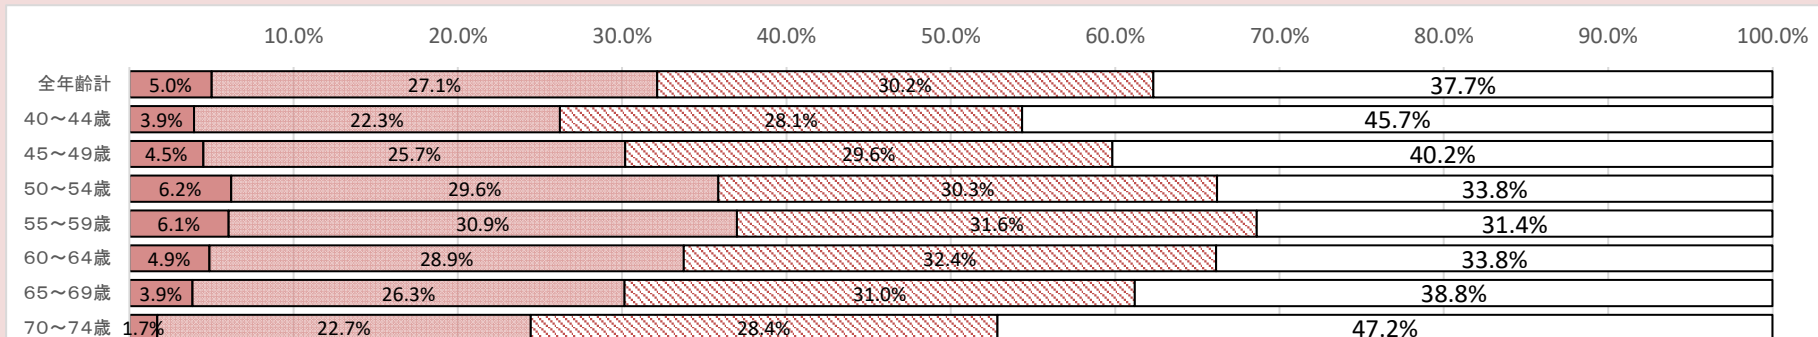 10.0% 20.0% 30.0% 40.0% 50.0% 60.0% 70.0% 80.0% 90.0% 100.0%
全年齢計 5.0% 27.1% 30.2% 37.7%
40～44歳 3.9% 22.3% 28.1% 45.7%
45～49歳 4.5% 25.7% 29.6% 40.2%
50～54歳 6.2% 29.6% 30.3% 33.8%
55～59歳 6.1% 30.9% 31.6% 31.4%
60～64歳 4.9% 28.9% 32.4% 33.8%
65～69歳 3.9% 26.3% 31.0% 38.8%
70～74歳 1.7% 22.7% 28.4% 47.2%